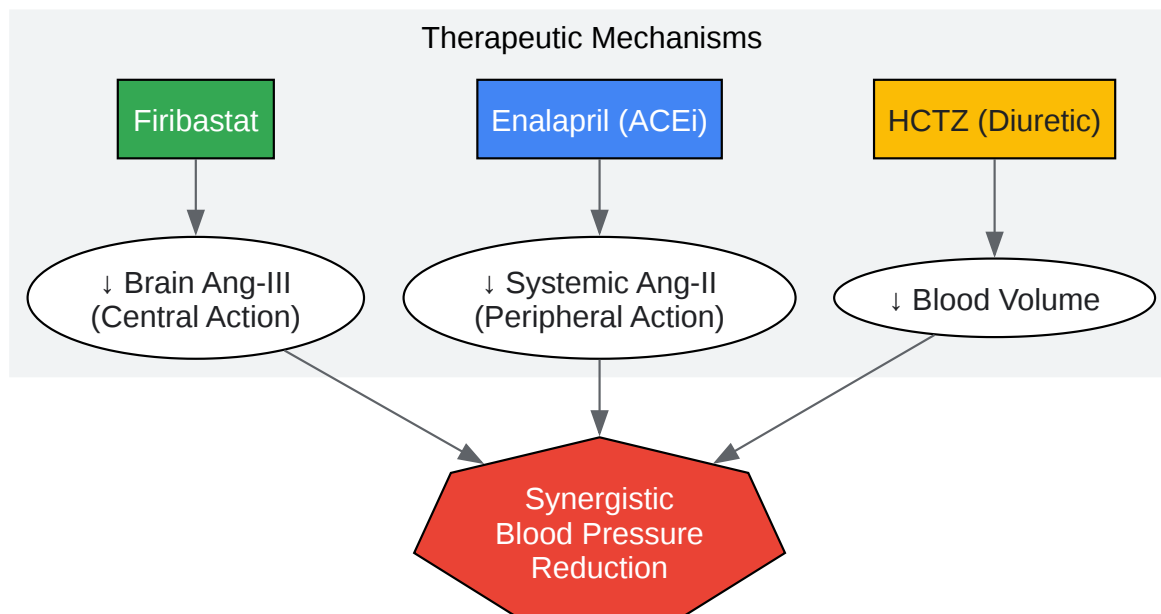 Therapeutic Mechanisms
Firibastat
Enalapril (ACEi)
HCTZ (Diuretic)
↓ Brain Ang-III
(Central Action)
↓ Systemic Ang-II
(Peripheral Action)
↓ Blood Volume
Synergistic
Blood Pressure
Reduction